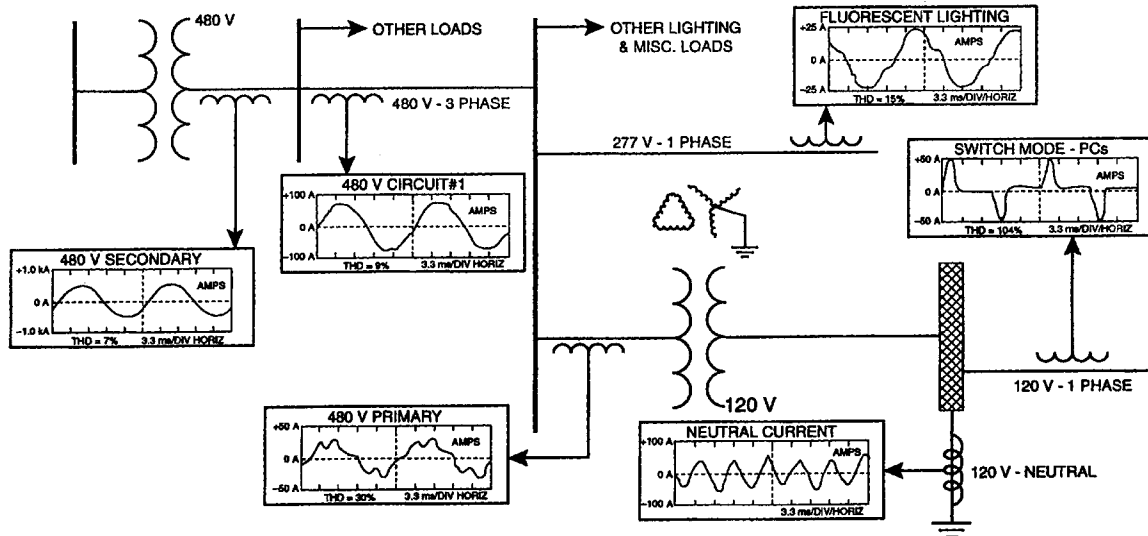 480 V
OTHER LOADS
480 V - 3 PHASE
OTHER LIGHTING
& MISC. LOADS
FLUORESCENT LIGHTING
+25 A
AMPS
0 A
-25 A
THD = 15%
3.3 ms/DIV/HORIZ
277 V - 1 PHASE
SWITCH MODE - PCs
+50 A
AMPS
0 A
-50 A
THD = 104%
3.3 ms/DIV/HORIZ
480 V CIRCUIT#1
+100 A
AMPS
0 A
-100 A
THD = 9%
3.3 ms/DIV HORIZ
480 V SECONDARY
+1.0 kA
AMPS
0 A
-1.0 kA
THD = 7%
3.3 ms/DIV HORIZ
120 V - 1 PHASE
120 V
480 V PRIMARY
+50 A
AMPS
0 A
-50 A
THD = 30%
3.3 ms/DIV/HORIZ
NEUTRAL CURRENT
+100 A
AMPS
0 A
-100 A
3.3 ms/DIV/HORIZ
120 V - NEUTRAL